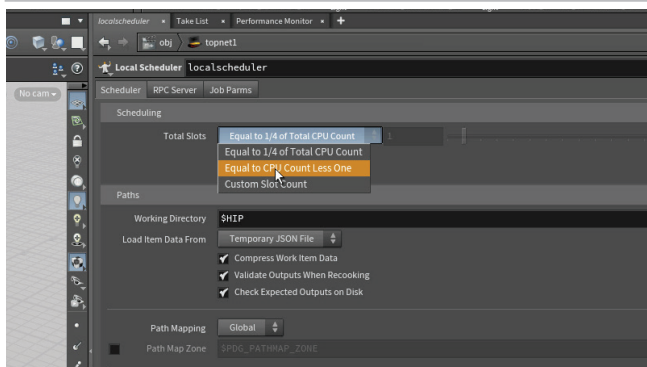 localscheduler × Take List × Performance Monitor × +
obj topnet1
Local Scheduler localscheduler
No cam
Scheduler RPC Server Job Parms
Scheduling
Total Slots Equal to 1/4 of Total CPU Count 1
Equal to 1/4 of Total CPU Count
Equal to CPU Count Less One
Custom Slot Count
Paths
Working Directory $HIP
Load Item Data From Temporary JSON File
Compress Work Item Data
Validate Outputs When Recooking
Check Expected Outputs on Disk
Path Mapping Global
Path Map Zone $PDG_PATHMAP_ZONE